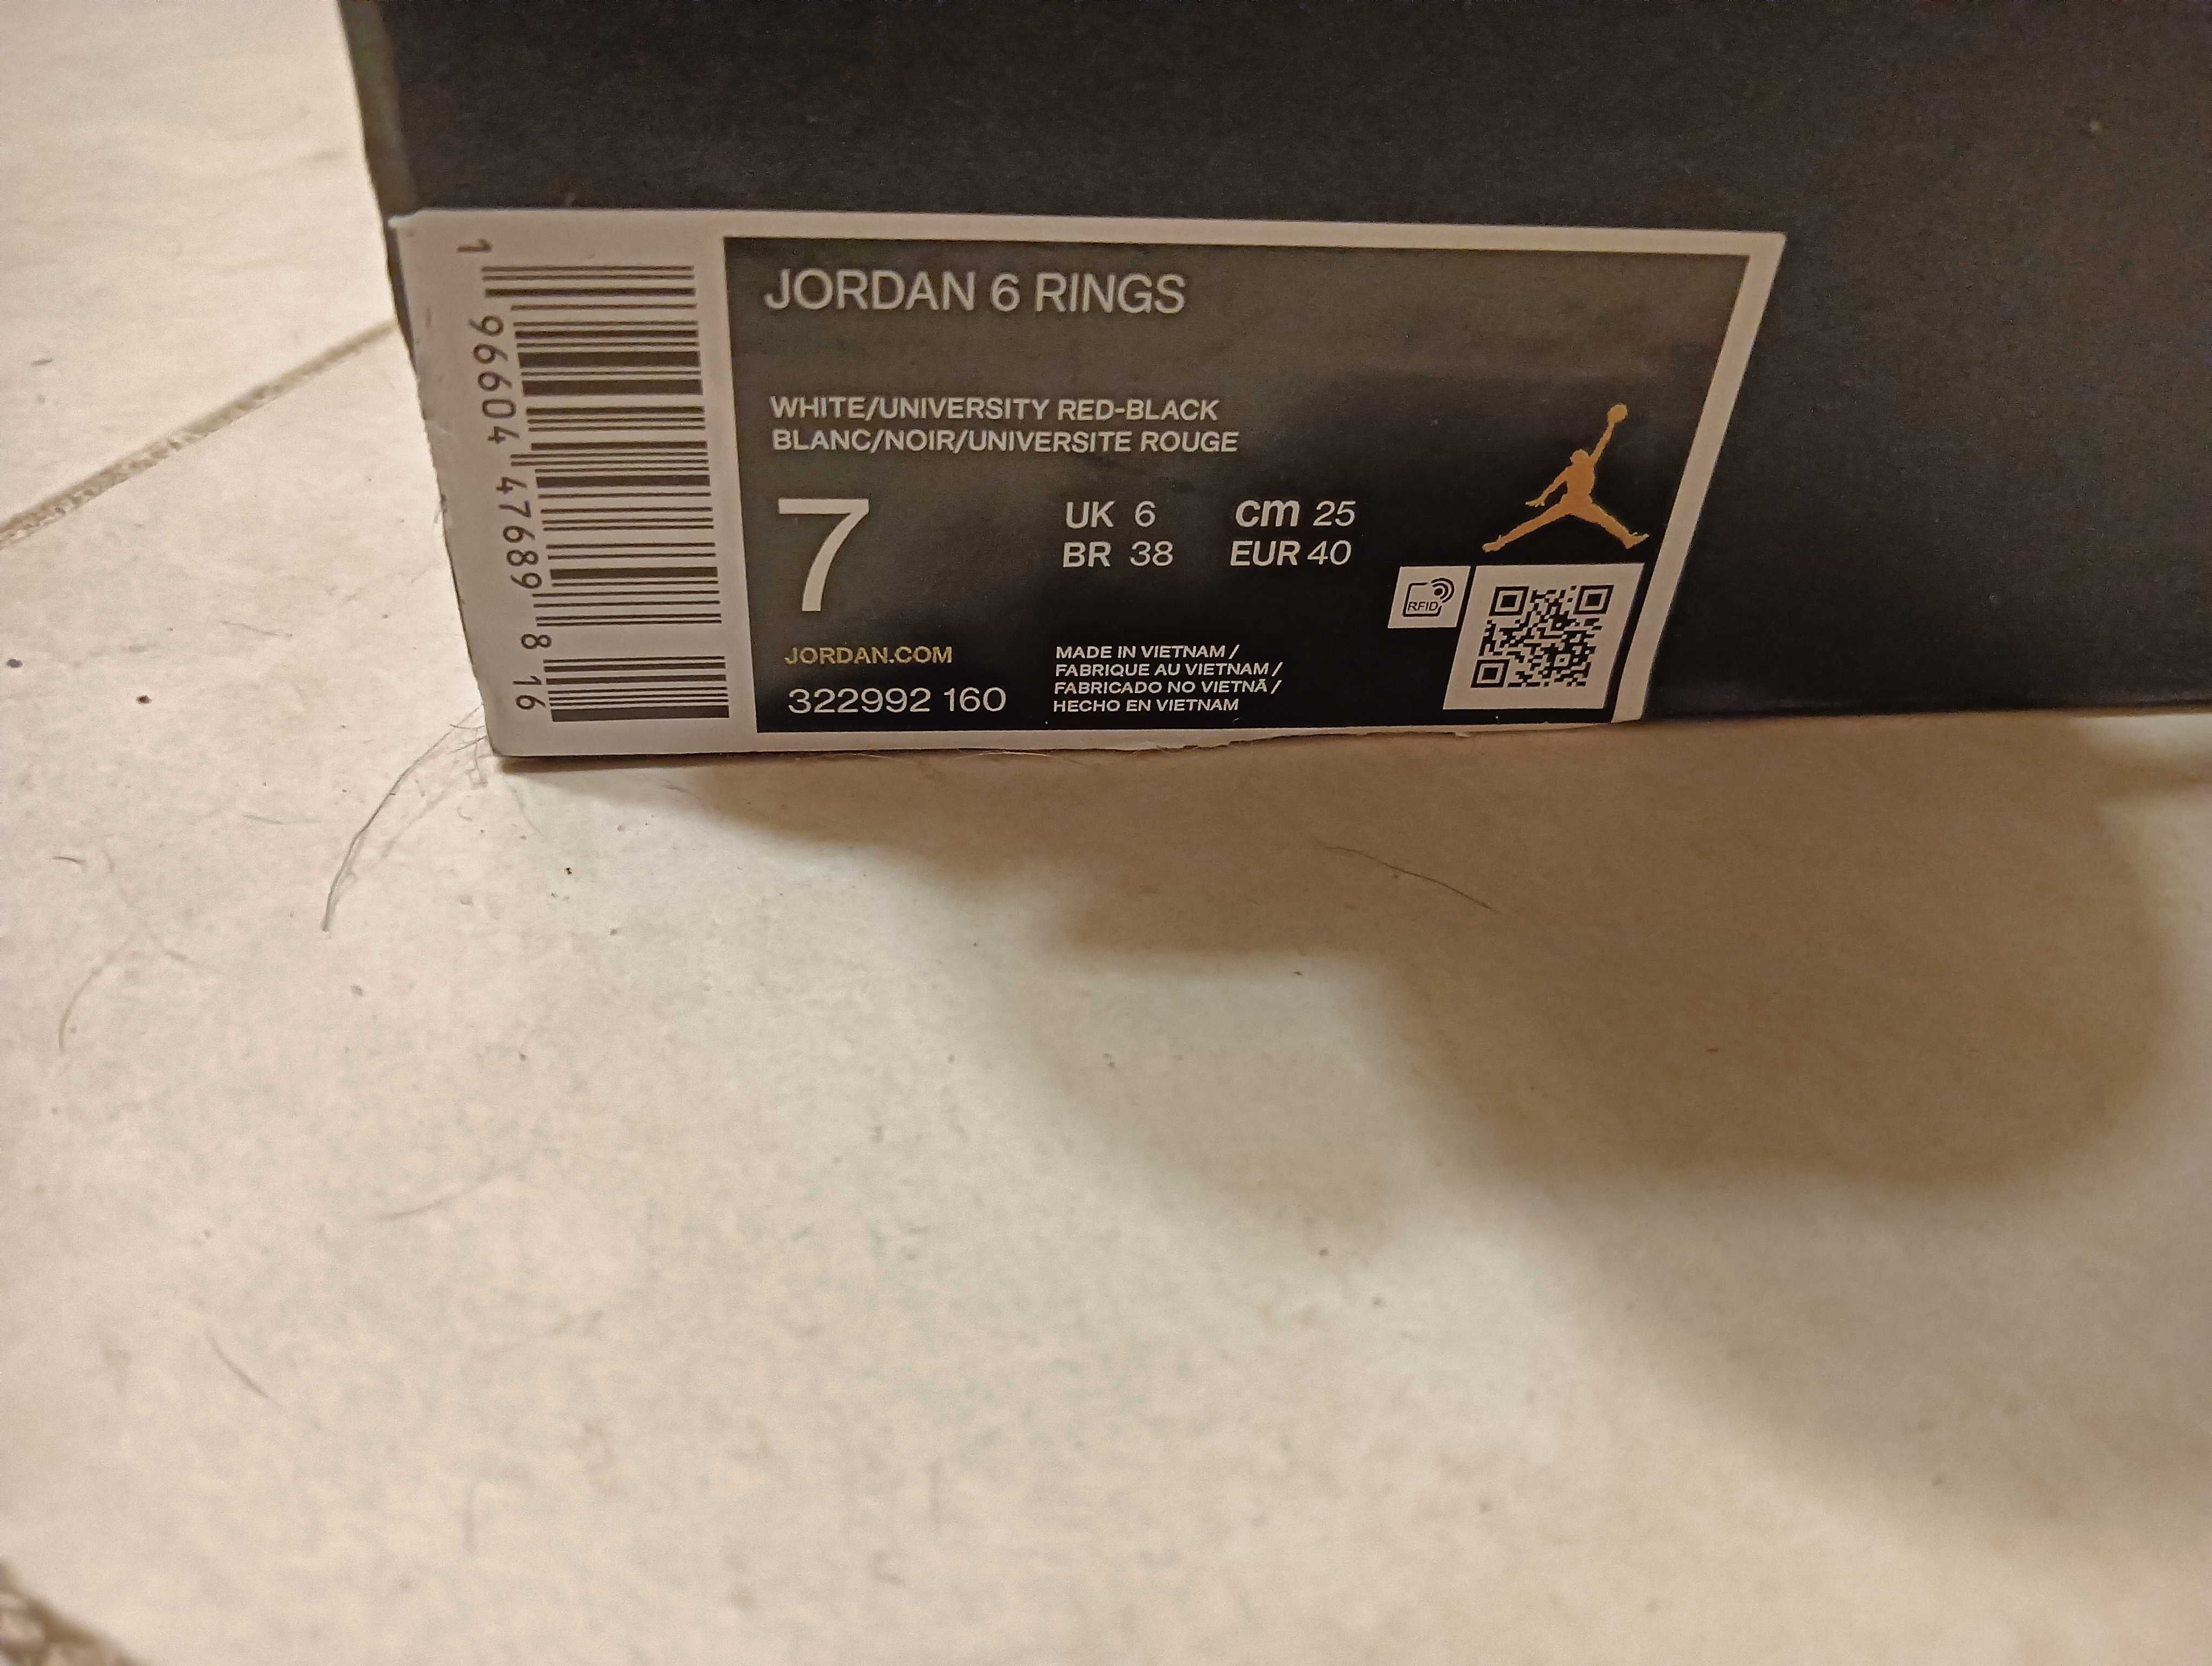 JORDAN 6 RINGS
WHITE/UNIVERSITY RED-BLACK
BLANC/NOIR/UNIVERSITE ROUGE
7
UK 6 cm 25
BR 38 EUR 40
RFID
JORDAN.COM
322992 160
MADE IN VIETNAM /
FABRIQUE AU VIETNAM /
FABRICADO NO VIETNÃ /
HECHO EN VIETNAM
1 96604 47689 8 16